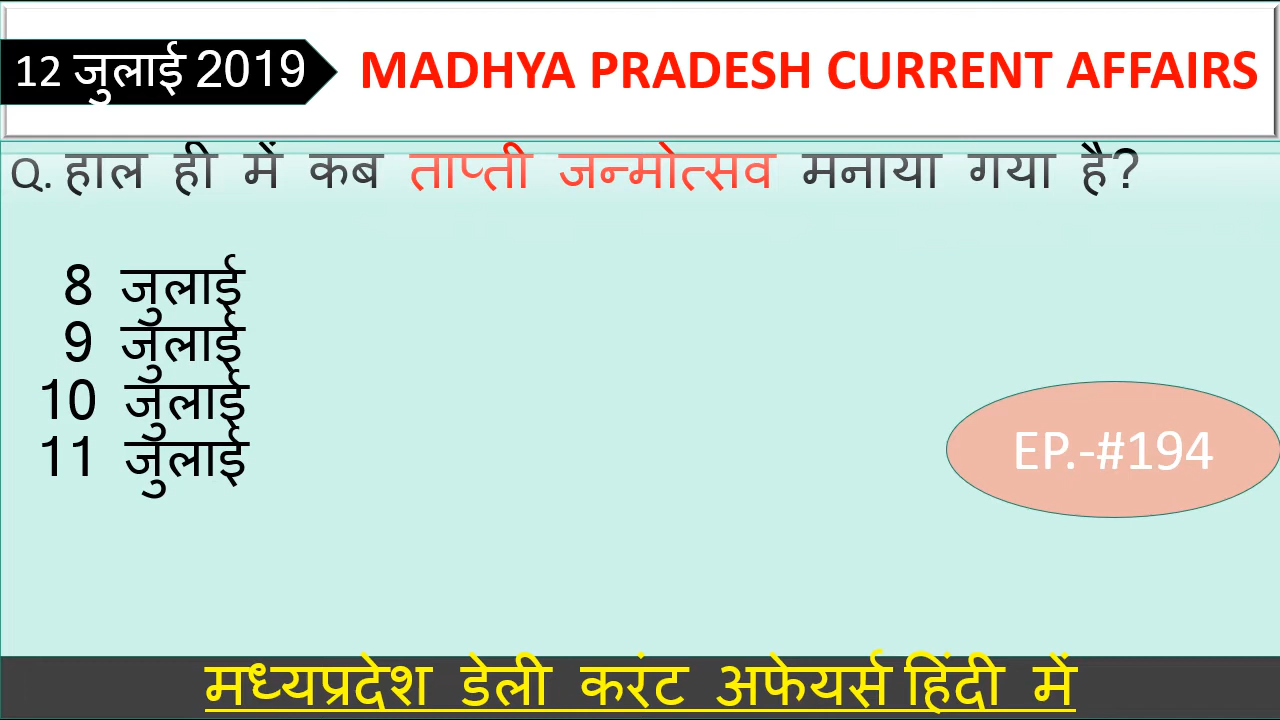 12 जुलाई 2019
MADHYA PRADESH CURRENT AFFAIRS
Q. हाल ही में कब ताप्ती जन्मोत्सव मनाया गया है?
8 जुलाई
9 जुलाई
10 जुलाई
11 जुलाई
EP.-#194
मध्यप्रदेश डेली करंट अफेयर्स हिंदी में